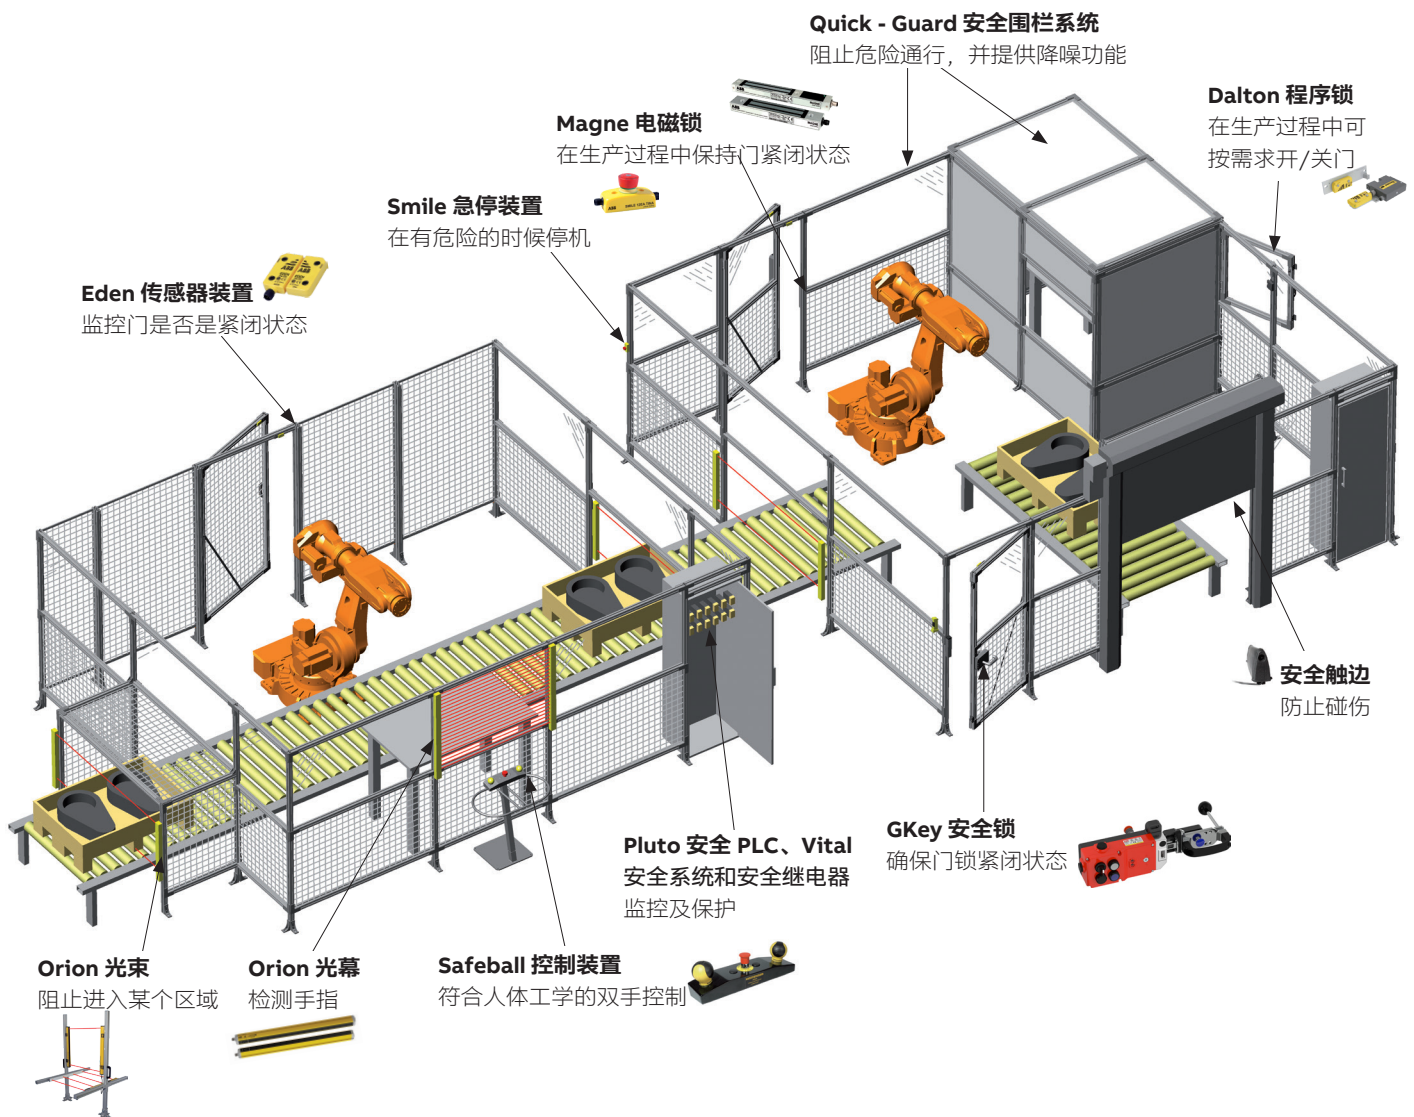 Quick - Guard 安全围栏系统
阻止危险通行，并提供降噪功能
Dalton 程序锁
在生产过程中可
按需求开/关门
Magne 电磁锁
在生产过程中保持门紧闭状态
Smile 急停装置
在有危险的时候停机
Eden 传感器装置
监控门是否是紧闭状态
安全触边
防止碰伤
GKey 安全锁
确保门锁紧闭状态
Pluto 安全 PLC、Vital
安全系统和安全继电器
监控及保护
Safeball 控制装置
符合人体工学的双手控制
Orion 光幕
检测手指
Orion 光束
阻止进入某个区域